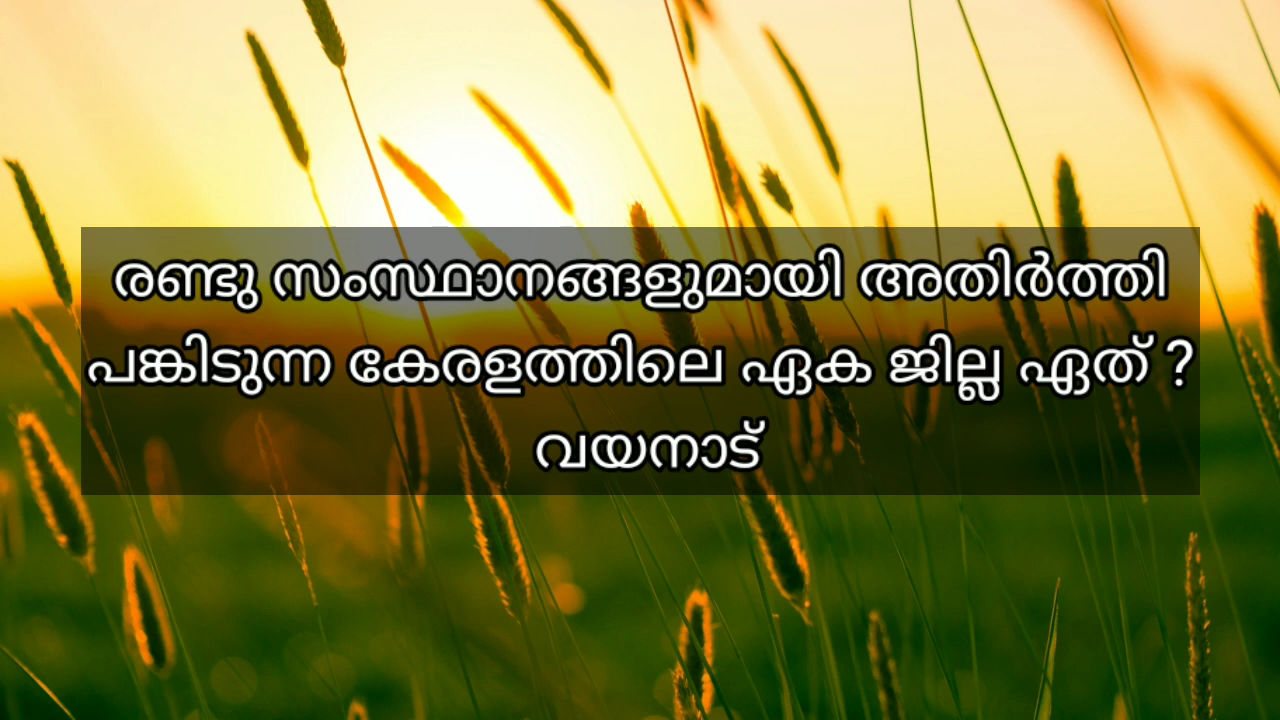 രണ്ടു സംസ്ഥാനങ്ങളുമായി അതിർത്തി
പങ്കിടുന്ന കേരളത്തിലെ ഏക ജില്ല ഏത് ?
വയനാട്